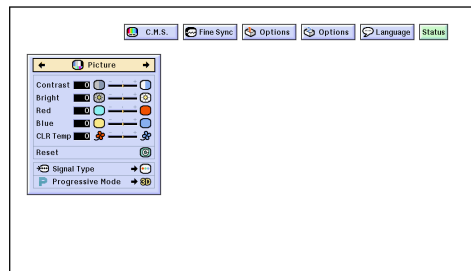 C.M.S. Fine Sync Options Options Language Status
Picture
Contrast 0
Bright 0
Red 0
Blue 0
CLR Temp 0
Reset
Signal Type
P Progressive Mode 3D